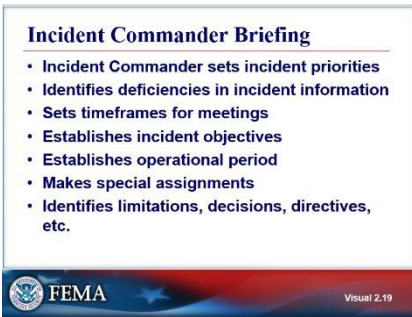 Incident Commander Briefing
• Incident Commander sets incident priorities
• Identifies deficiencies in incident information
• Sets timeframes for meetings
• Establishes incident objectives
• Establishes operational period
• Makes special assignments
• Identifies limitations, decisions, directives,
etc.
FEMA
Visual 2.19